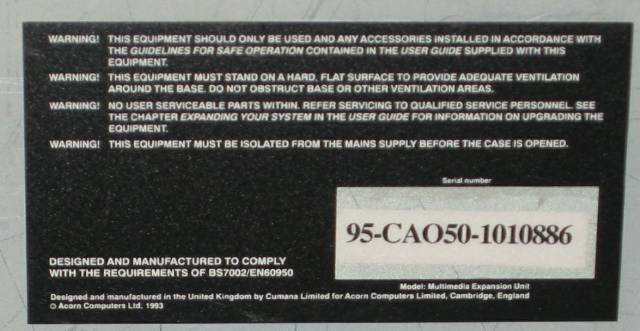 WARNING! THIS EQUIPMENT SHOULD ONLY BE USED AND ANY ACCESSORIES INSTALLED IN ACCORDANCE WITH
THE GUIDELINES FOR SAFE OPERATION CONTAINED IN THE USER GUIDE SUPPLIED WITH THIS
EQUIPMENT.
WARNING! THIS EQUIPMENT MUST STAND ON A HARD, FLAT SURFACE TO PROVIDE ADEQUATE VENTILATION
AROUND THE BASE. DO NOT OBSTRUCT BASE OR OTHER VENTILATION AREAS.
WARNING! NO USER SERVICEABLE PARTS WITHIN. REFER SERVICING TO QUALIFIED SERVICE PERSONNEL. SEE
THE CHAPTER EXPANDING YOUR SYSTEM IN THE USER GUIDE FOR INFORMATION ON UPGRADING THE
EQUIPMENT.
WARNING! THIS EQUIPMENT MUST BE ISOLATED FROM THE MAINS SUPPLY BEFORE THE CASE IS OPENED.
Serial number
95-CAO50-1010886
DESIGNED AND MANUFACTURED TO COMPLY
WITH THE REQUIREMENTS OF BS7002/EN60950
Model: Multimedia Expansion Unit
Designed and manufactured in the United Kingdom by Cumana Limited for Acorn Computers Limited, Cambridge, England
© Acorn Computers Ltd. 1993